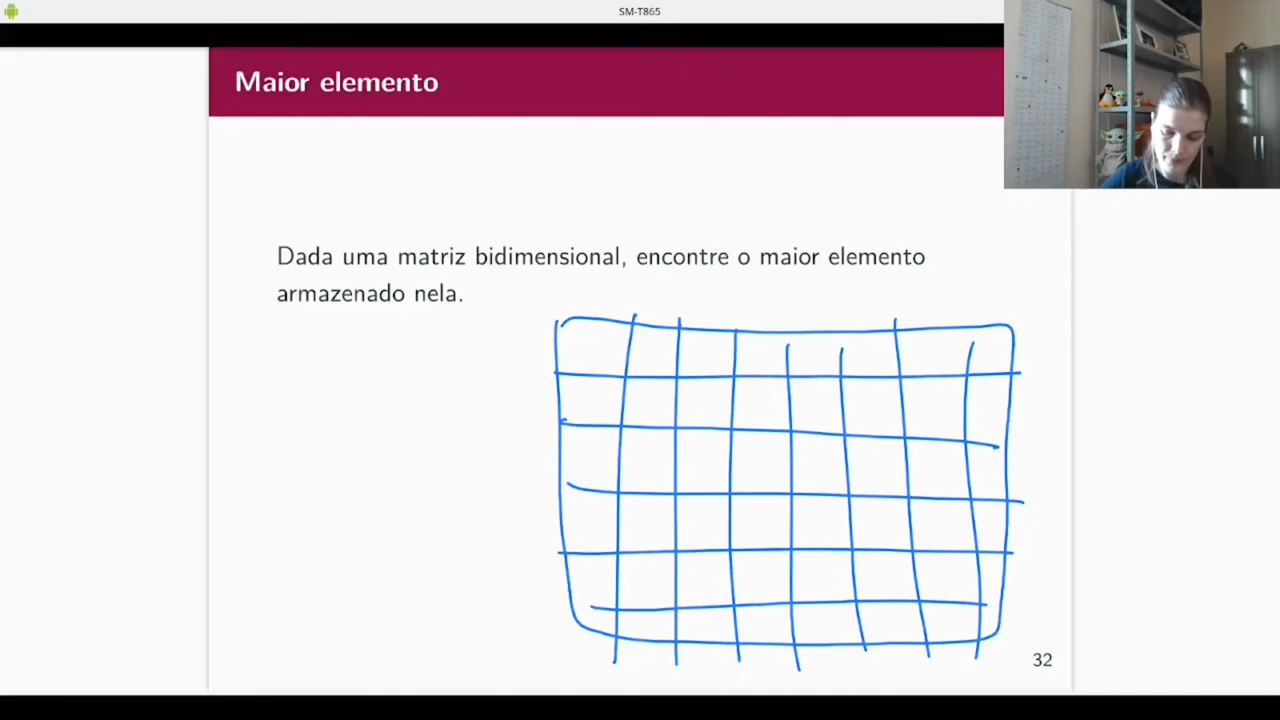 SM-T865
Maior elemento
Dada uma matriz bidimensional, encontre o maior elemento
armazenado nela.
32